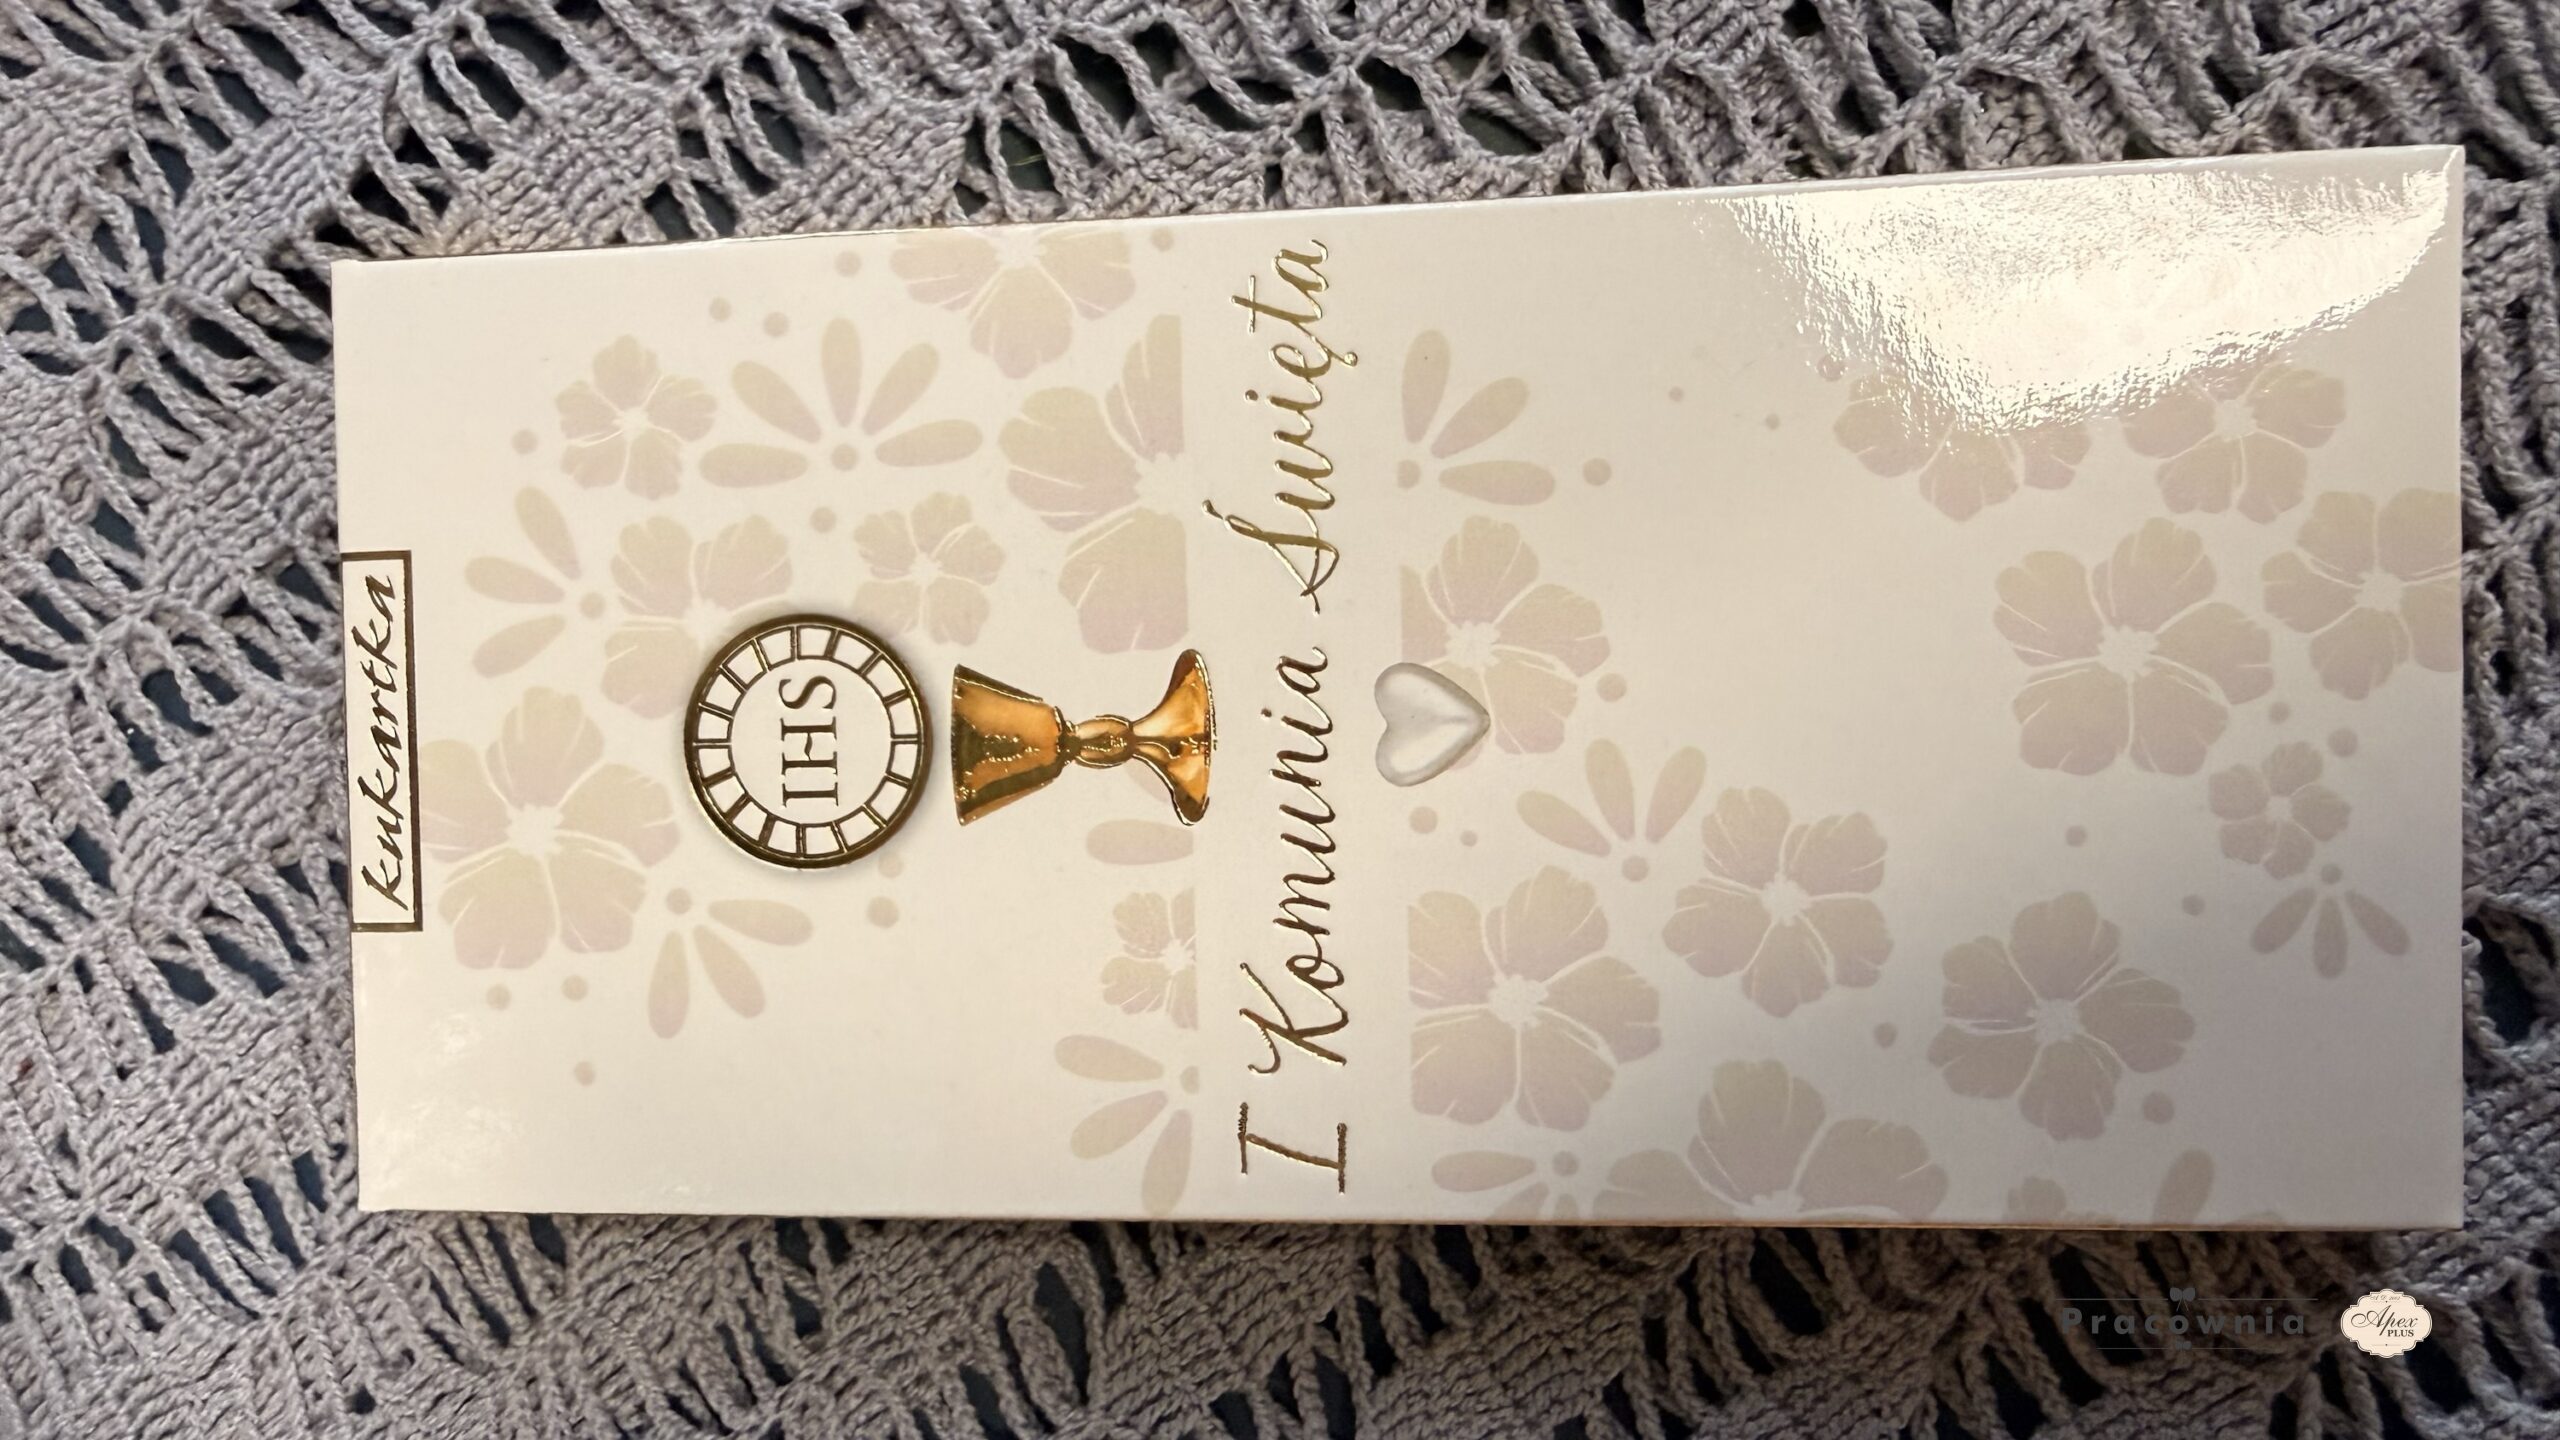 kukartka
IHS
I Komunia Święta
Pracownia
Apex
PLUS